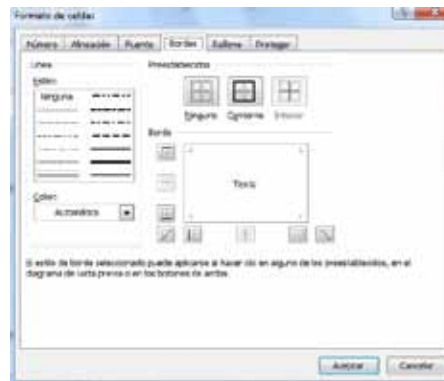 Formato de celdas
Número Alineación Fuente Bordes Relleno Proteger
Línea
Preestablecidos
Estilo:
Ninguna
Ninguno Contorno Interior
Borde
Texto
Color:
Automático
El estilo de borde seleccionado puede aplicarse al hacer clic en alguno de los preestablecidos, en el
diagrama de vista previa o en los botones de arriba.
Aceptar Cancelar